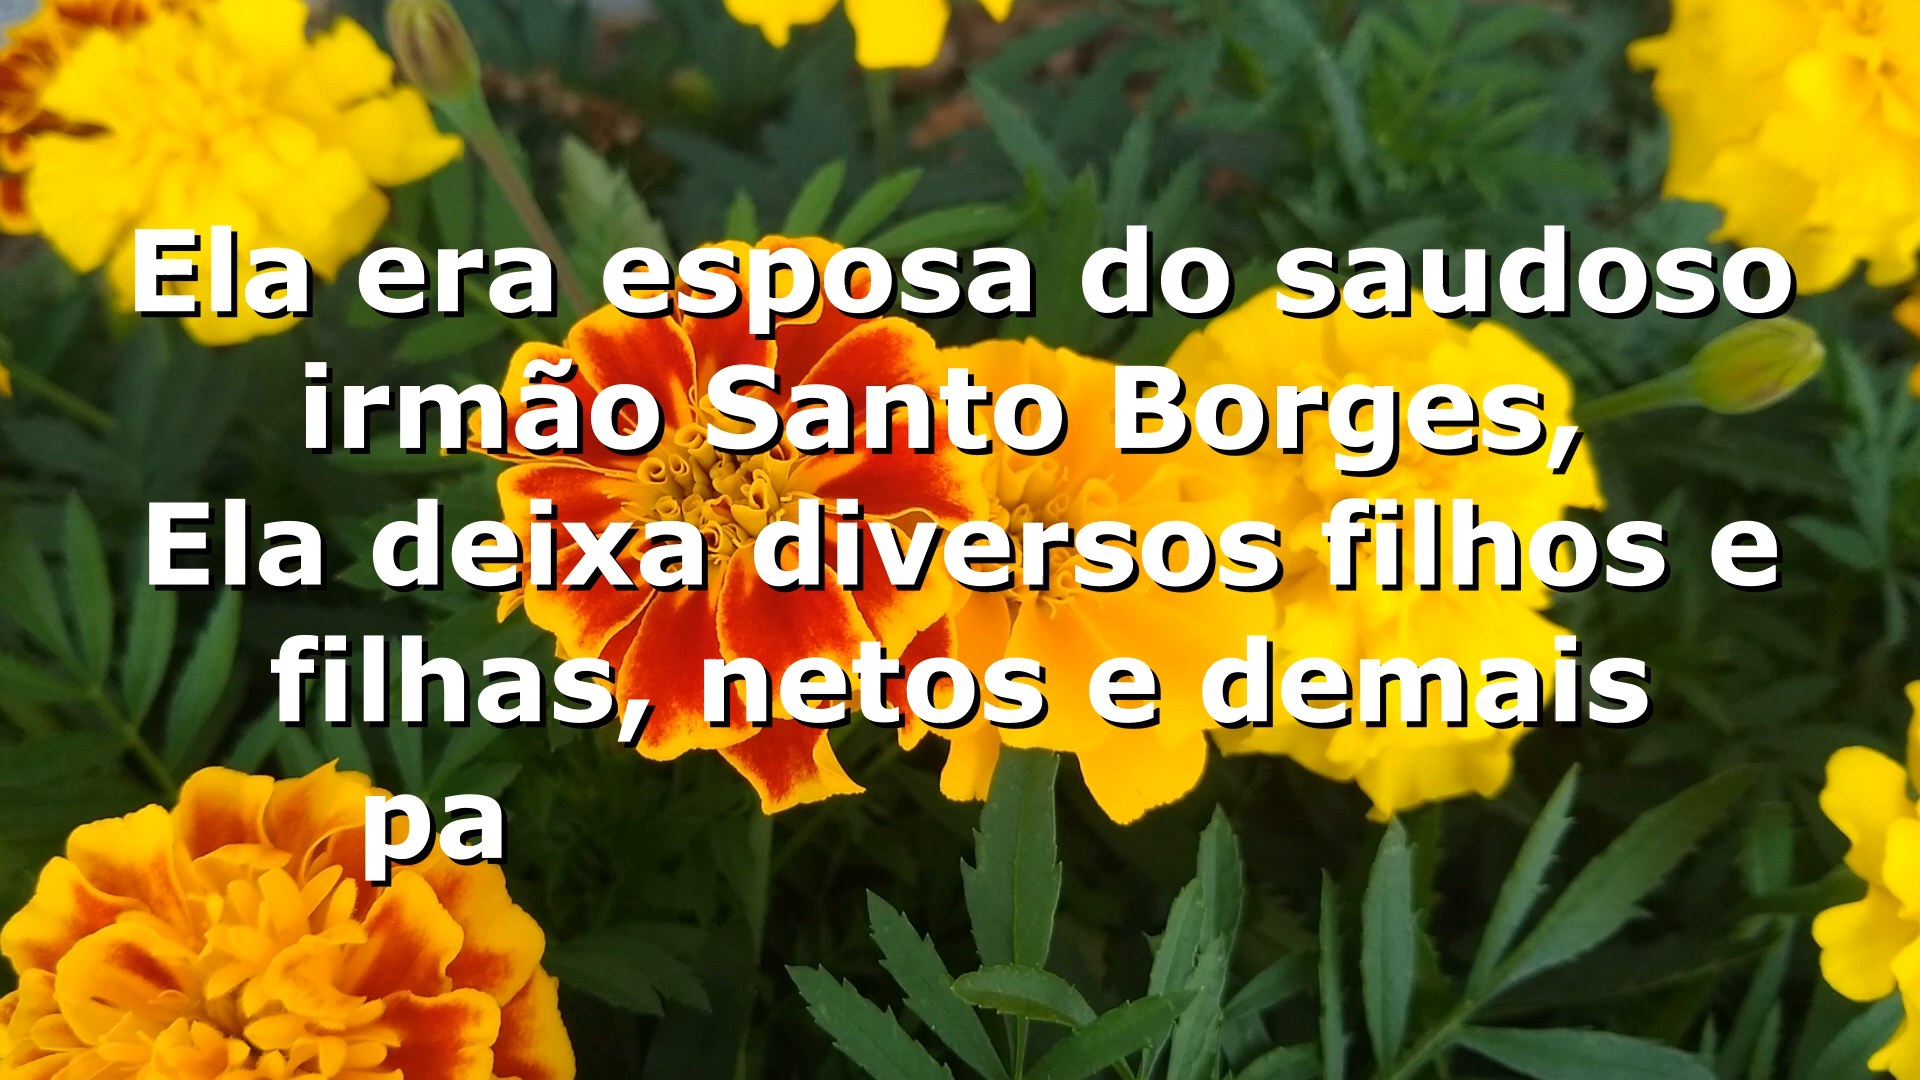 Ela era esposa do saudoso
irmão Santo Borges,
Ela deixa diversos filhos e
filhas, netos e demais
pa